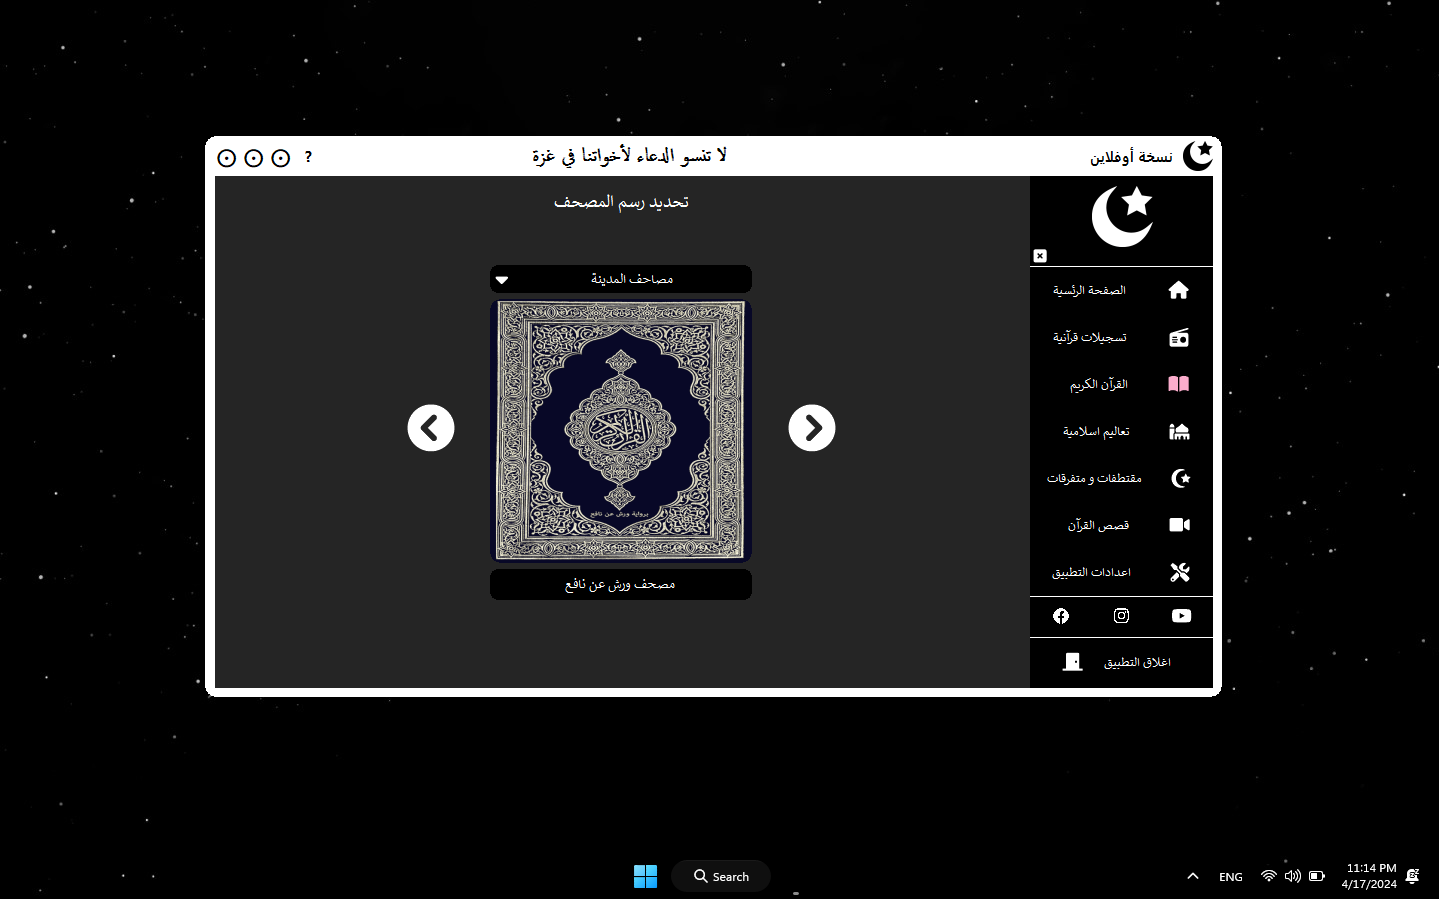 نسخة أوفلاين
لا تنسو الدعاء لأخواتنا في غزة
?
تحديد رسم المصحف
مصاحف المدينة
القرآن الكريم
برواية ورش عن نافع
مصحف ورش عن نافع
الصفحة الرئسية
تسجيلات قرآنية
القرآن الكريم
تعاليم اسلامية
مقتطفات و متفرقات
قصص القرآن
اعدادات التطبيق
اغلاق التطبيق
Search
ENG
11:14 PM
4/17/2024